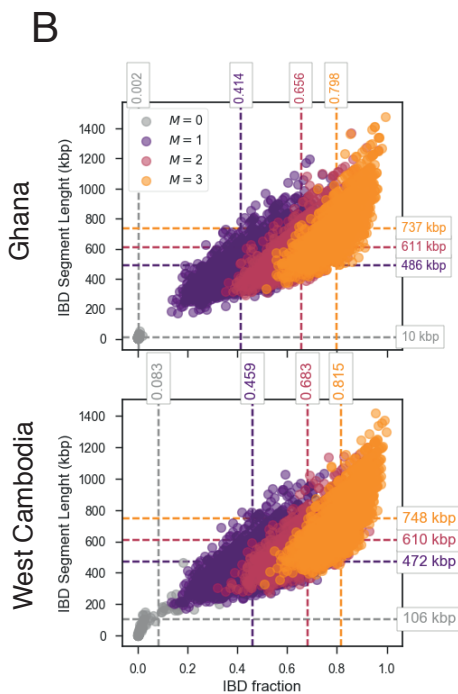 B
0.002
0.414
0.656
0.798
Ghana
IBD Segment Lenght (kbp)
1400
1200
1000
800
600
400
200
0
M = 0
M = 1
M = 2
M = 3
737 kbp
611 kbp
486 kbp
10 kbp
0.083
0.459
0.683
0.815
West Cambodia
IBD Segment Lenght (kbp)
1400
1200
1000
800
600
400
200
0
748 kbp
610 kbp
472 kbp
106 kbp
0.0 0.2 0.4 0.6 0.8 1.0
IBD fraction